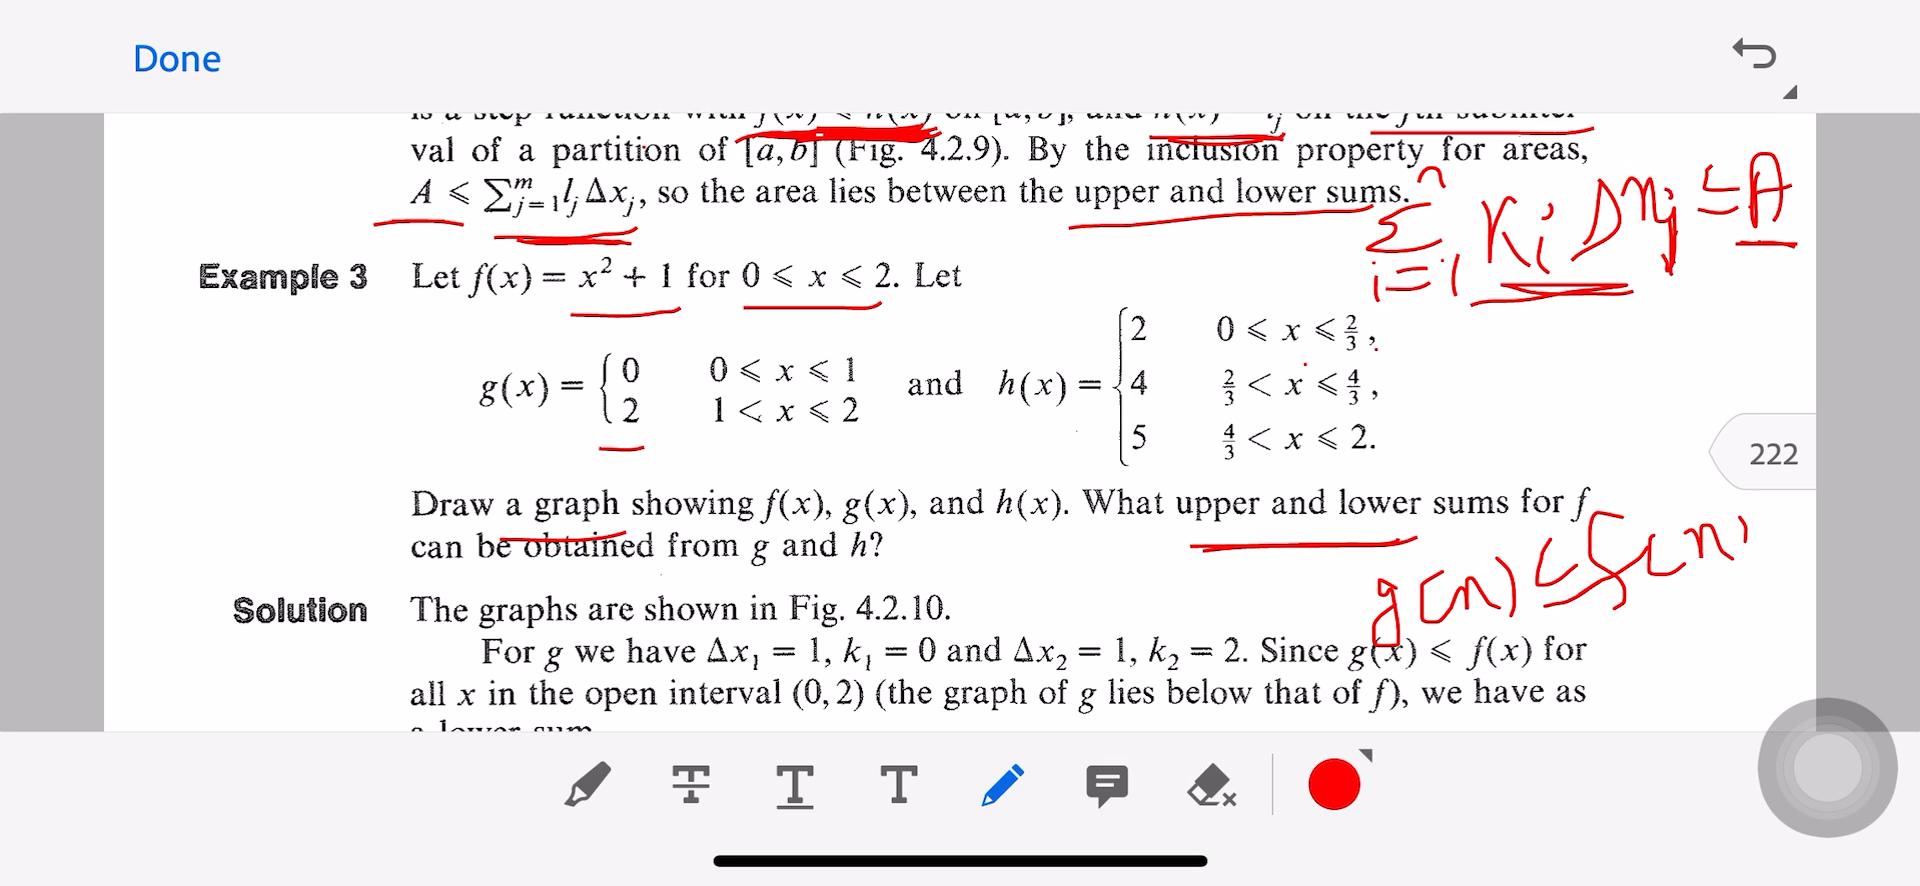 Done
val of a partition of [a, b] (Fig. 4.2.9). By the inclusion property for areas,
A ⩽ ∑ᵐⱼ₌₁ lⱼ Δxⱼ, so the area lies between the upper and lower sums.
n
∑ Ki Δxj ≤ A
i=1
Example 3 Let f(x) = x² + 1 for 0 ⩽ x ⩽ 2. Let
g(x) = { 0 0 ⩽ x ⩽ 1
2 1 < x ⩽ 2
and h(x) = { 2 0 ⩽ x ⩽ 2/3,
4 2/3 < x ⩽ 4/3,
5 4/3 < x ⩽ 2.
222
Draw a graph showing f(x), g(x), and h(x). What upper and lower sums for f
can be obtained from g and h?
g(x) ≤ f(x)
Solution The graphs are shown in Fig. 4.2.10.
For g we have Δx₁ = 1, k₁ = 0 and Δx₂ = 1, k₂ = 2. Since g(x) ⩽ f(x) for
all x in the open interval (0, 2) (the graph of g lies below that of f), we have as
a lower sum